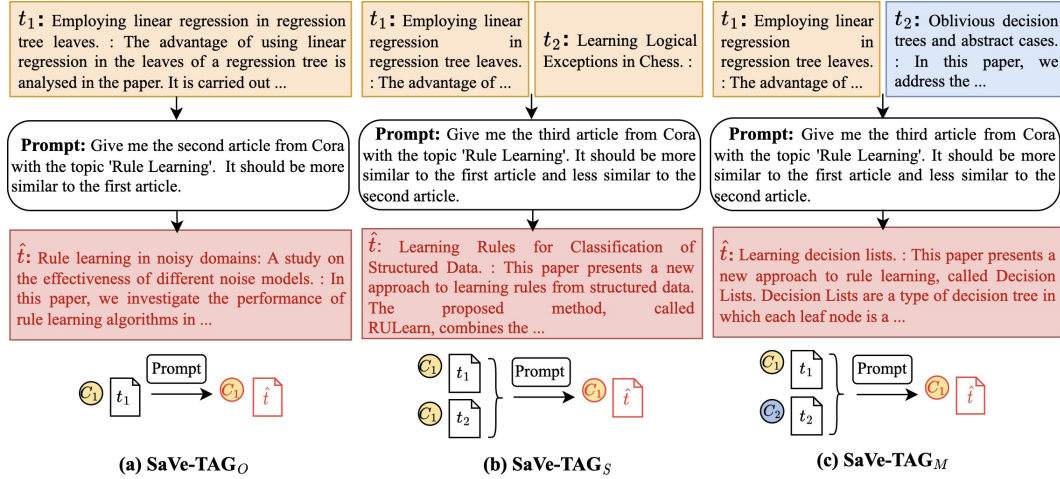 t₁: Employing linear regression in regression
tree leaves. : The advantage of using linear
regression in the leaves of a regression tree is
analysed in the paper. It is carried out ...
Prompt: Give me the second article from Cora
with the topic 'Rule Learning'. It should be more
similar to the first article.
t̂: Rule learning in noisy domains: A study on
the effectiveness of different noise models. : In
this paper, we investigate the performance of
rule learning algorithms in ...
C₁ t₁ Prompt C₁ t̂
(a) SaVe-TAG_O
t₁: Employing linear
regression in
regression tree leaves.
: The advantage of ...
t₂: Learning Logical
Exceptions in Chess. :
Prompt: Give me the third article from Cora
with the topic 'Rule Learning'. It should be more
similar to the first article and less similar to the
second article.
t̂: Learning Rules for Classification of
Structured Data. : This paper presents a new
approach to learning rules from structured data.
The proposed method, called
RULearn, combines the ...
C₁ t₁
C₁ t₂
Prompt
C₁ t̂
(b) SaVe-TAG_S
t₁: Employing linear
regression in
regression tree leaves.
: The advantage of ...
t₂: Oblivious decision
trees and abstract cases.
: In this paper, we
address the ...
Prompt: Give me the third article from Cora
with the topic 'Rule Learning'. It should be more
similar to the first article and less similar to the
second article.
t̂: Learning decision lists. : This paper presents a
new approach to rule learning, called Decision
Lists. Decision Lists are a type of decision tree in
which each leaf node is a ...
C₁ t₁
C₂ t₂
Prompt
C₁ t̂
(c) SaVe-TAG_M